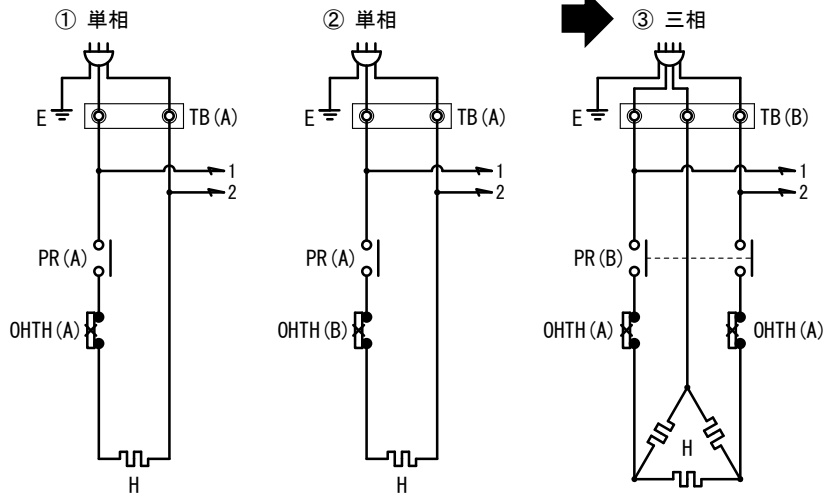 ① 単相
② 単相
③ 三相
E
TB(A)
E
TB(A)
E
TB(B)
1
2
1
2
1
2
PR(A)
PR(A)
PR(B)
OHTH(A)
OHTH(B)
OHTH(A)
OHTH(A)
H
H
H